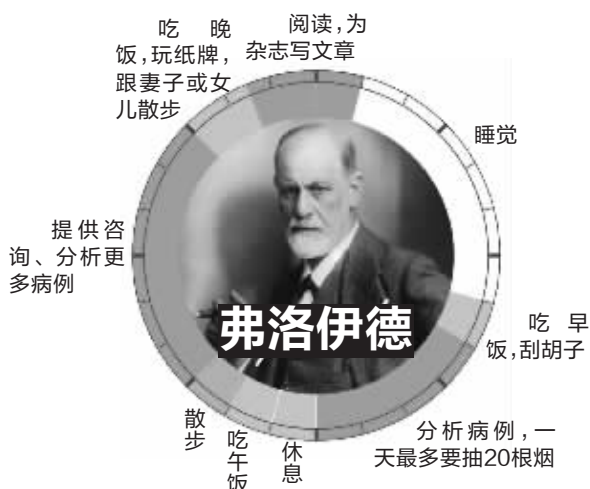 吃晚
饭,玩纸牌,
跟妻子或女
儿散步
阅读,为
杂志写文章
睡觉
提供咨
询、分析更
多病例
弗洛伊德
吃早
饭,刮胡子
分析病例,一
天最多要抽20根烟
散步
吃午饭
休息